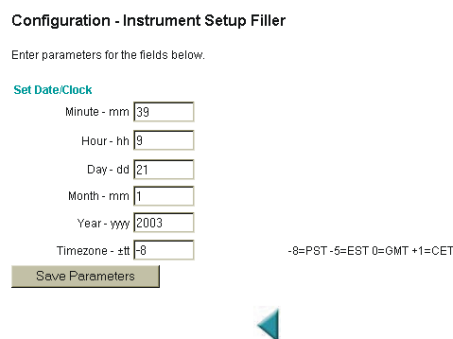 Configuration - Instrument Setup Filler
Enter parameters for the fields below.
Set Date/Clock
Minute - mm 39
Hour - hh 9
Day - dd 21
Month - mm 1
Year - yyyy 2003
Timezone - ±tt -8 -8=PST -5=EST 0=GMT +1=CET
Save Parameters